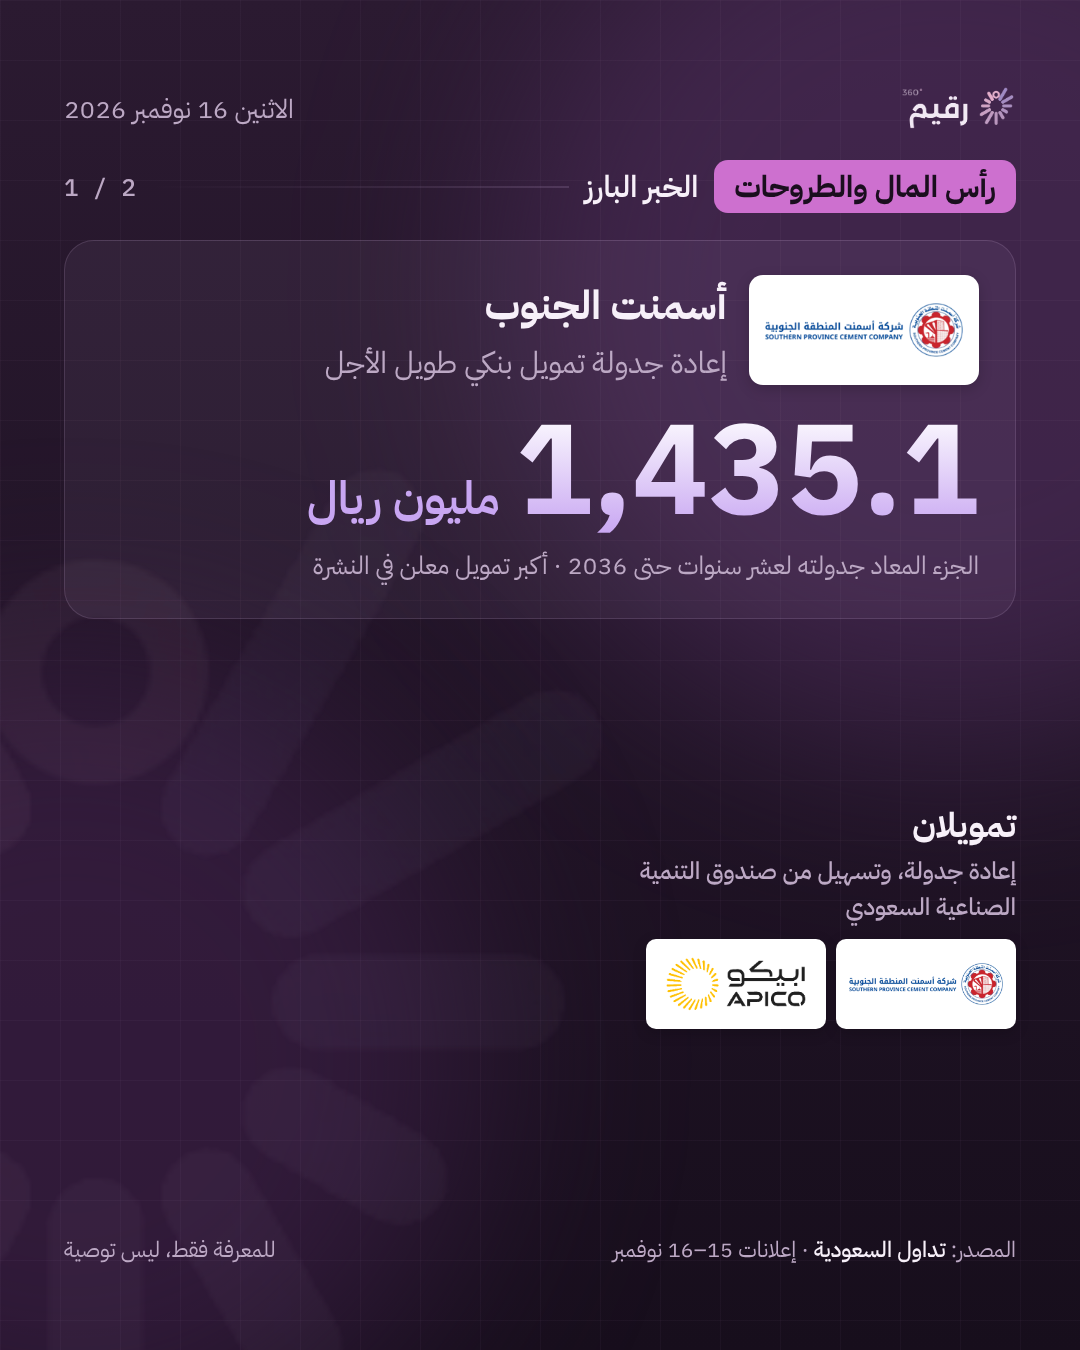 رقيم 360°
الاثنين 16 نوفمبر 2026
رأس المال والطروحات
الخبر البارز
1 / 2
شركة أسمنت المنطقة الجنوبية
SOUTHERN PROVINCE CEMENT COMPANY
أسمنت الجنوب
إعادة جدولة تمويل بنكي طويل الأجل
1,435.1 مليون ريال
الجزء المعاد جدولته لعشر سنوات حتى 2036 · أكبر تمويل معلن في النشرة
تمويلان
إعادة جدولة، وتسهيل من صندوق التنمية
الصناعية السعودي
شركة أسمنت المنطقة الجنوبية
SOUTHERN PROVINCE CEMENT COMPANY
ابيكو
APICO
المصدر: تداول السعودية · إعلانات 15–16 نوفمبر
للمعرفة فقط، ليس توصية